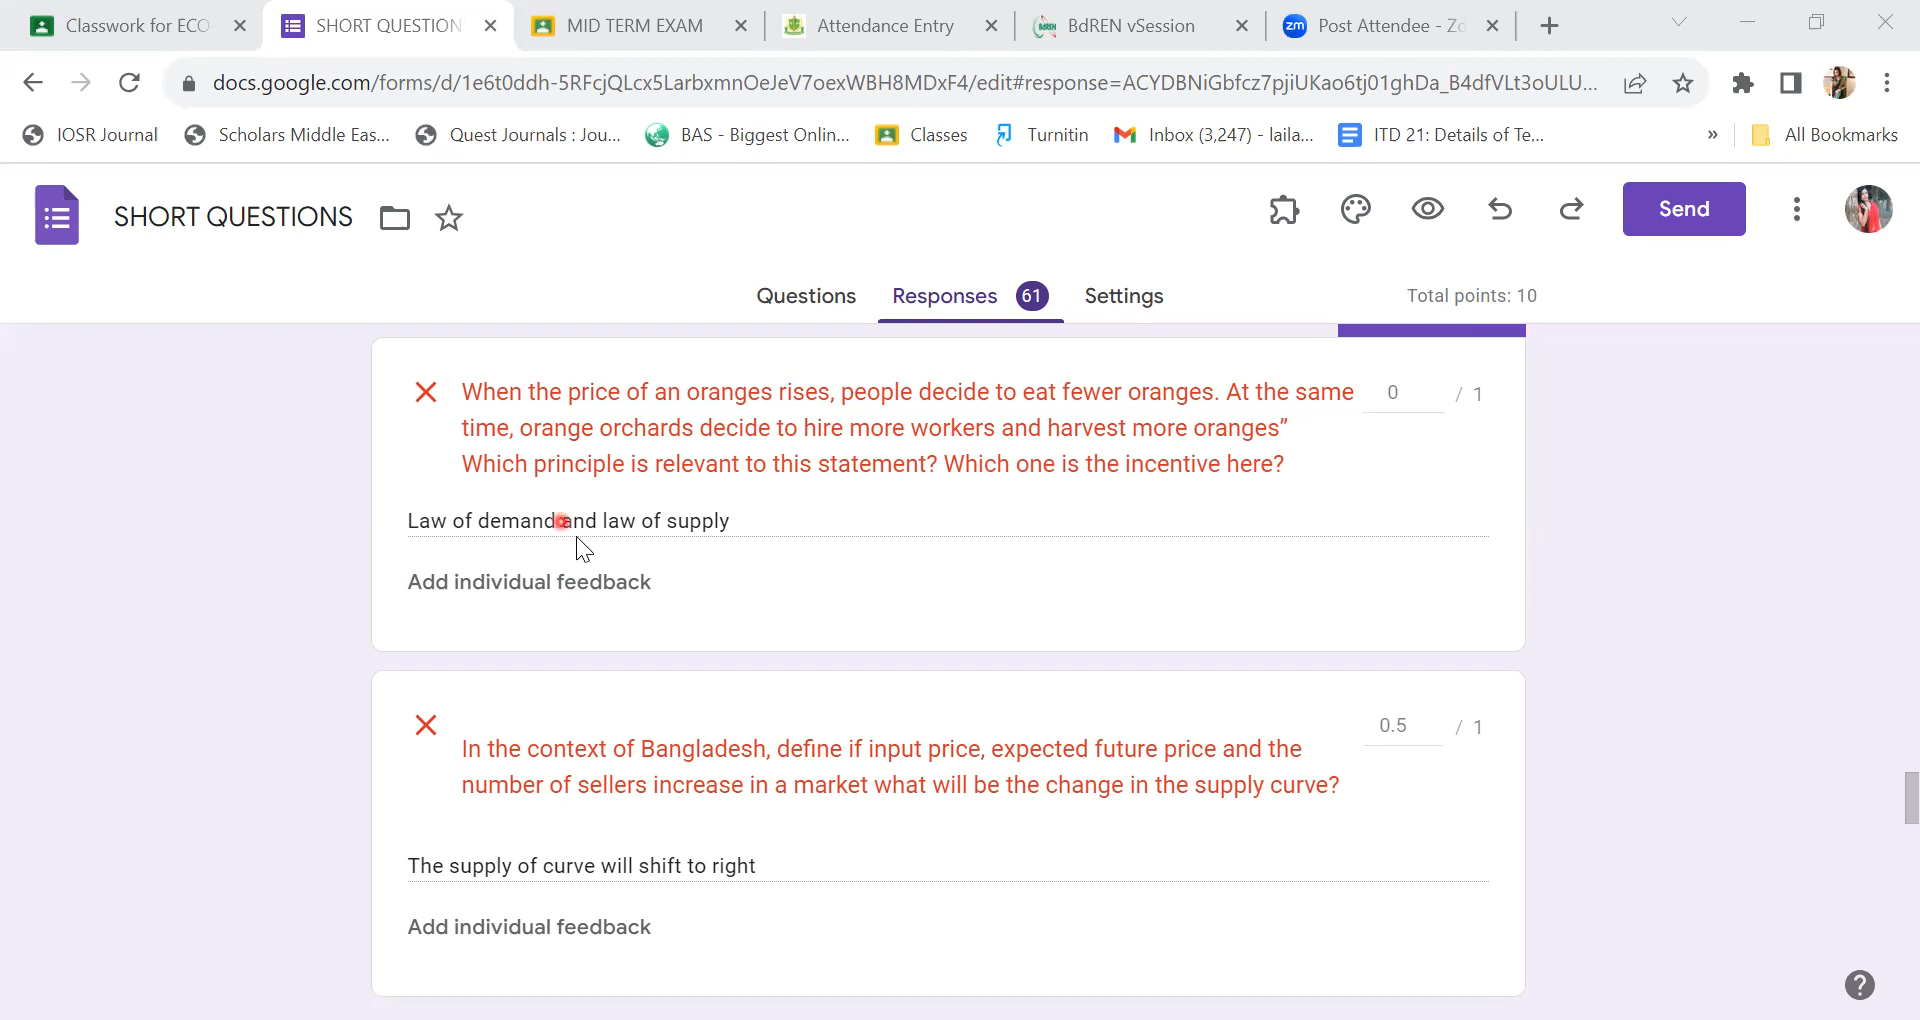 Classwork for ECO
SHORT QUESTION
MID TERM EXAM
Attendance Entry
BdREN vSession
zm Post Attendee - Zo
docs.google.com/forms/d/1e6t0ddh-5RFcjQLcx5LarbxmnOeJeV7oexWBH8MDxF4/edit#response=ACYDBNiGbfcz7pjiUKao6tj01ghDa_B4dfVLt3oULU...
IOSR Journal
Scholars Middle Eas...
Quest Journals : Jou...
BAS - Biggest Onlin...
Classes
Turnitin
Inbox (3,247) - laila...
ITD 21: Details of Te...
»
All Bookmarks
SHORT QUESTIONS
Send
Questions
Responses 61
Settings
Total points: 10
When the price of an oranges rises, people decide to eat fewer oranges. At the same
0 / 1
time, orange orchards decide to hire more workers and harvest more oranges”
Which principle is relevant to this statement? Which one is the incentive here?
Law of demand and law of supply
Add individual feedback
0.5 / 1
In the context of Bangladesh, define if input price, expected future price and the
number of sellers increase in a market what will be the change in the supply curve?
The supply of curve will shift to right
Add individual feedback